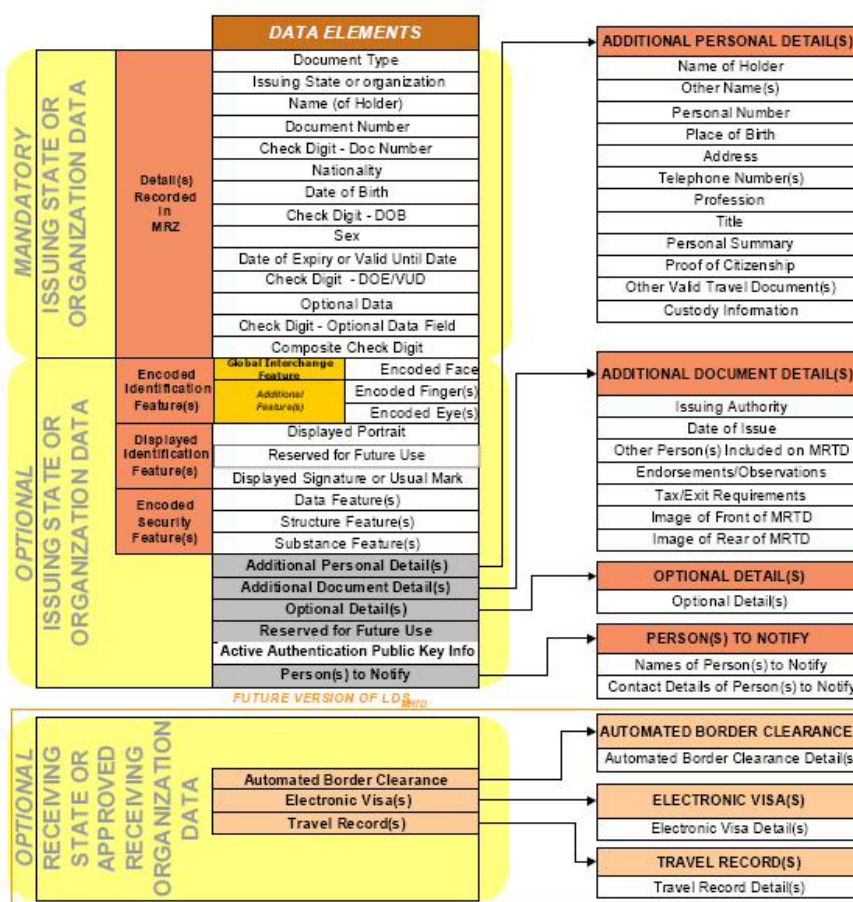 DATA ELEMENTS
MANDATORY
ISSUING STATE OR
ORGANIZATION DATA
Detail(s)
Recorded
in
MRZ
Document Type
Issuing State or organization
Name (of Holder)
Document Number
Check Digit - Doc Number
Nationality
Date of Birth
Check Digit - DOB
Sex
Date of Expiry or Valid Until Date
Check Digit - DOE/VUD
Optional Data
Check Digit - Optional Data Field
Composite Check Digit
OPTIONAL
ISSUING STATE OR
ORGANIZATION DATA
Encoded
Identification
Feature(s)
Global Interchange
Feature
Encoded Face
Additional
Feature(s)
Encoded Finger(s)
Encoded Eye(s)
Displayed
Identification
Feature(s)
Displayed Portrait
Reserved for Future Use
Displayed Signature or Usual Mark
Encoded
Security
Feature(s)
Data Feature(s)
Structure Feature(s)
Substance Feature(s)
Additional Personal Detail(s)
Additional Document Detail(s)
Optional Detail(s)
Reserved for Future Use
Active Authentication Public Key Info
Person(s) to Notify
ADDITIONAL PERSONAL DETAIL(S)
Name of Holder
Other Name(s)
Personal Number
Place of Birth
Address
Telephone Number(s)
Profession
Title
Personal Summary
Proof of Citizenship
Other Valid Travel Document(s)
Custody Information
ADDITIONAL DOCUMENT DETAIL(S)
Issuing Authority
Date of Issue
Other Person(s) Included on MRTD
Endorsements/Observations
Tax/Exit Requirements
Image of Front of MRTD
Image of Rear of MRTD
OPTIONAL DETAIL(S)
Optional Detail(s)
PERSON(S) TO NOTIFY
Names of Person(s) to Notify
Contact Details of Person(s) to Notify
FUTURE VERSION OF LDS MRTD
OPTIONAL
RECEIVING
STATE OR
APPROVED
RECEIVING
ORGANIZATION
DATA
Automated Border Clearance
Electronic Visa(s)
Travel Record(s)
AUTOMATED BORDER CLEARANCE
Automated Border Clearance Detail(s
ELECTRONIC VISA(S)
Electronic Visa Detail(s)
TRAVEL RECORD(S)
Travel Record Detail(s)